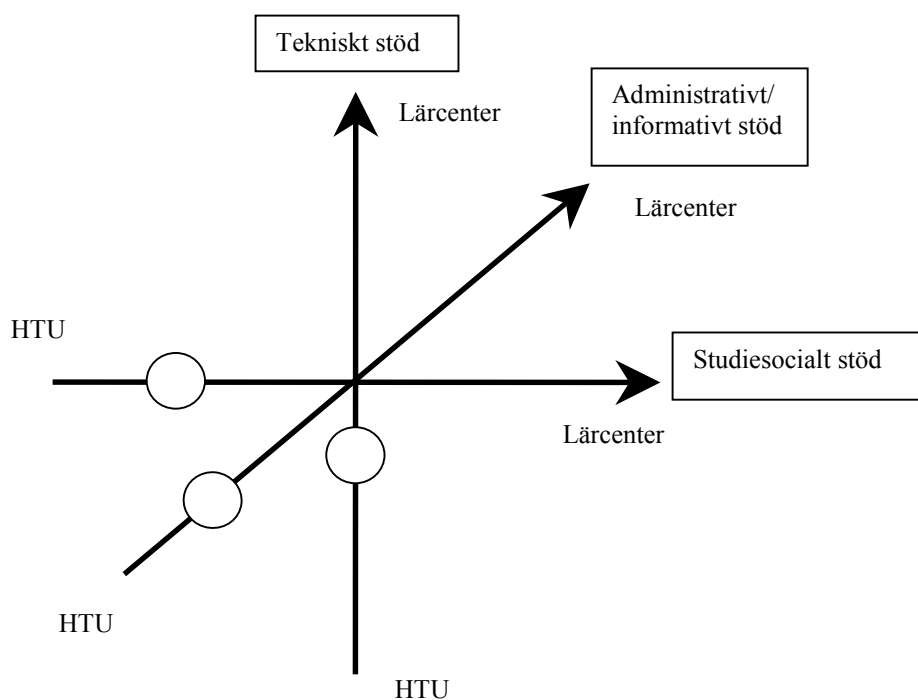 Tekniskt stöd
Lärcenter
Administrativt/
informativt stöd
Lärcenter
HTU
Studiesocialt stöd
Lärcenter
HTU
HTU